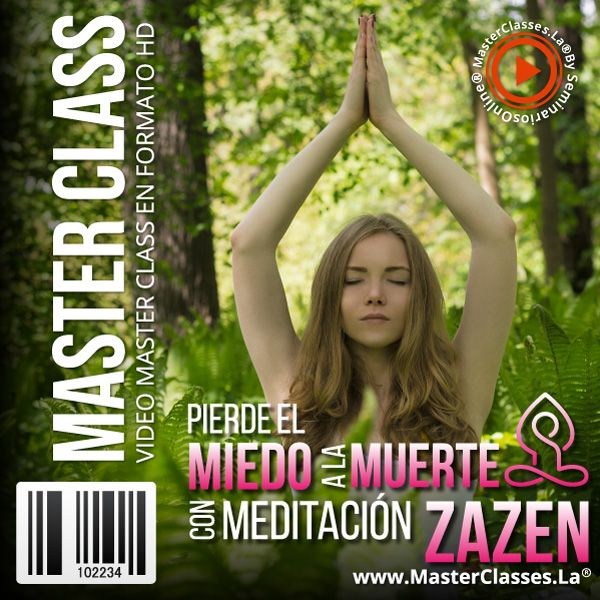 MASTER CLASS
VIDEO MASTER CLASS EN FORMATO HD
MasterClasses.La® By SeminariosOnline®
PIERDE EL
MIEDO A LA MUERTE
CON MEDITACIÓN ZAZEN
102234
www.MasterClasses.La®